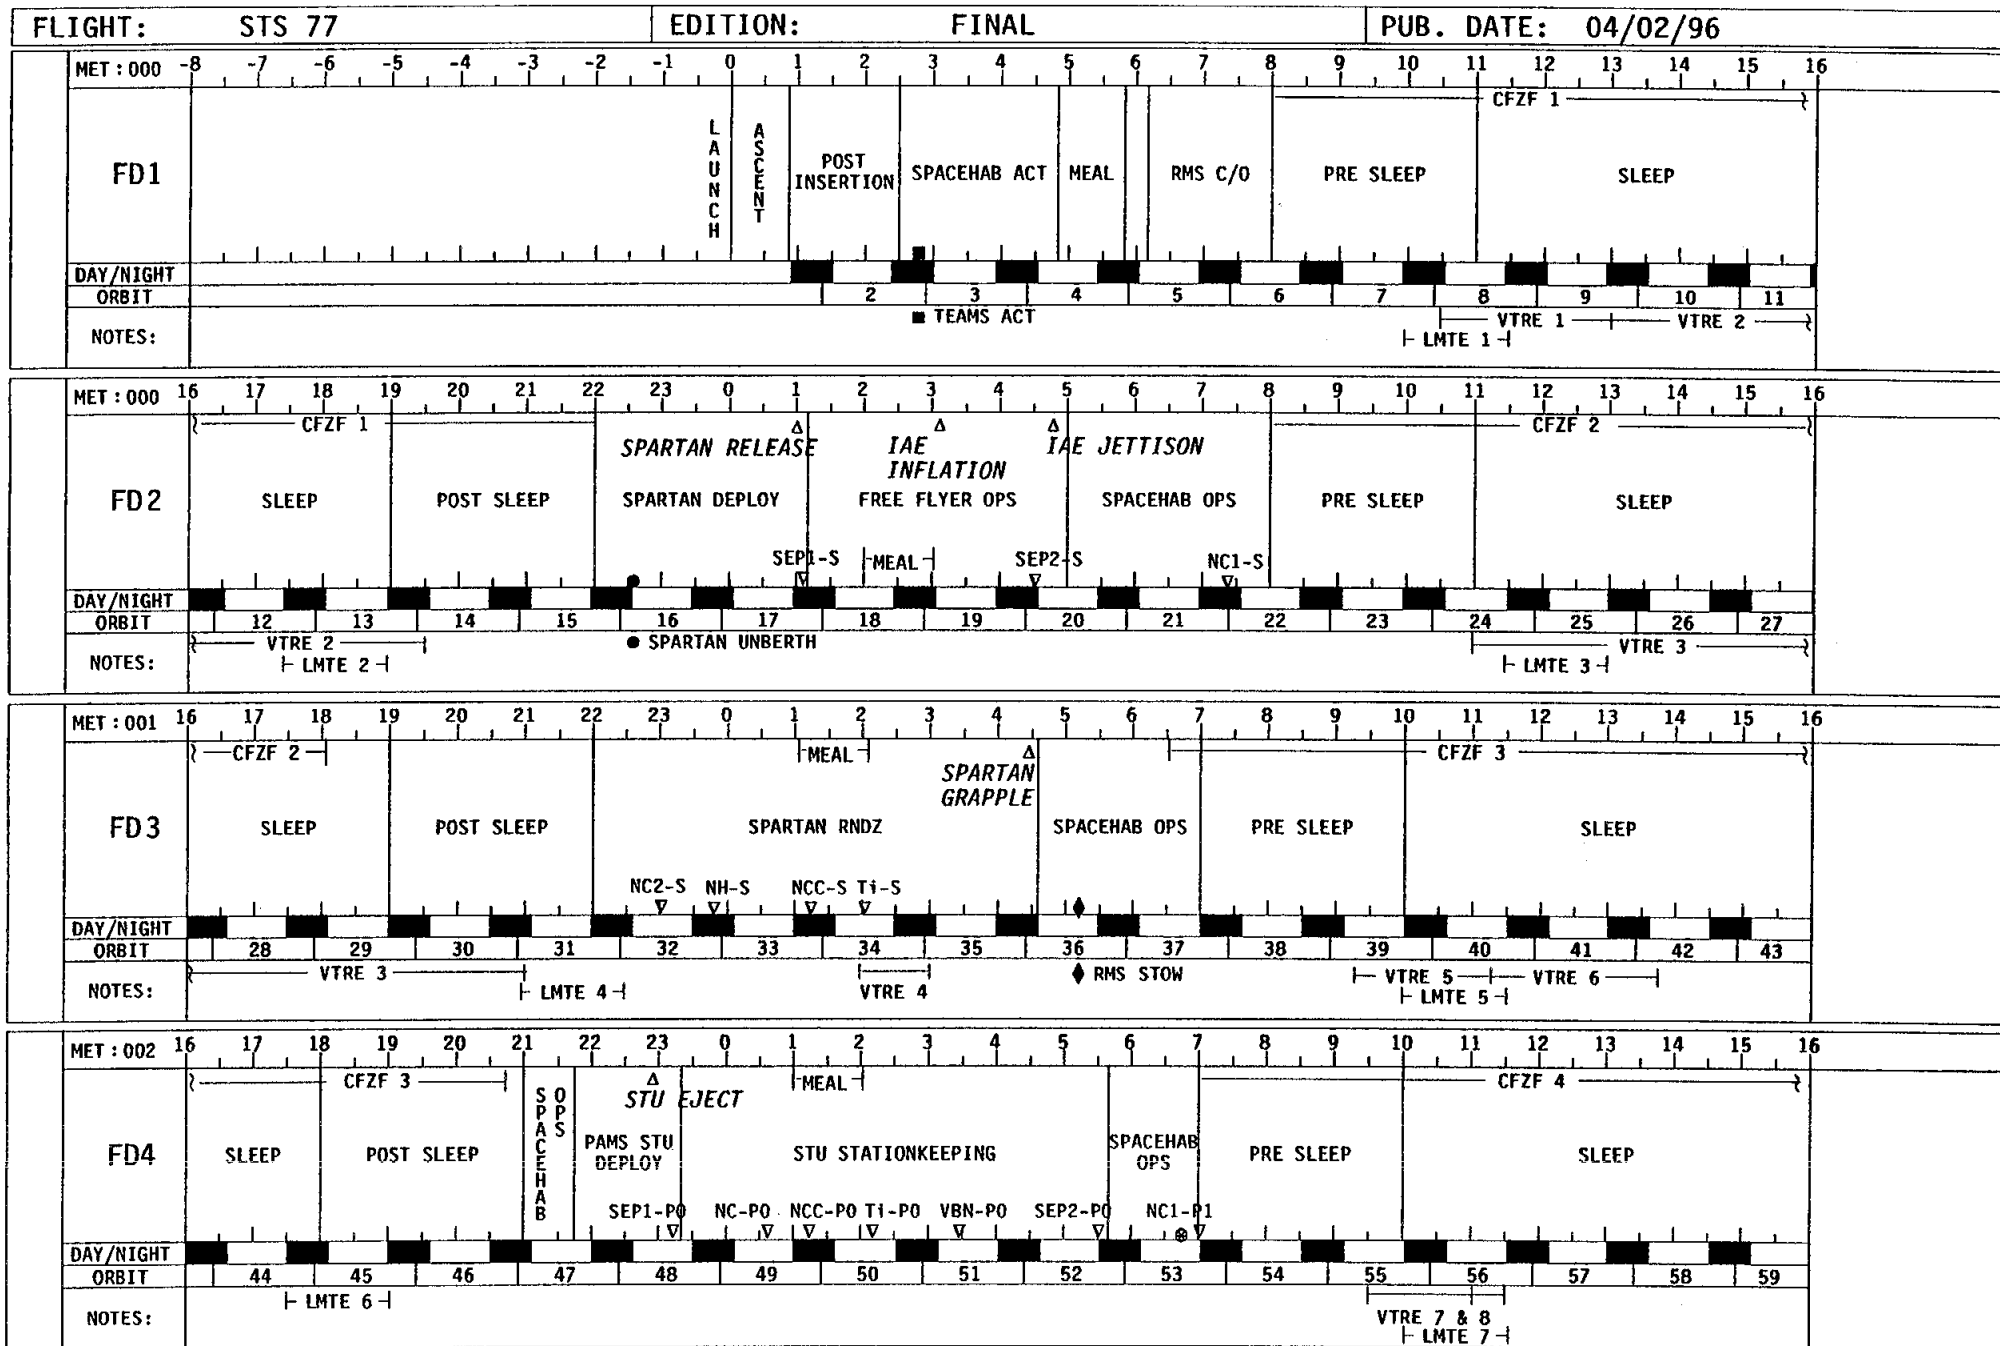 FLIGHT: STS 77 EDITION: FINAL PUB. DATE: 04/02/96
MET:000 -8 -7 -6 -5 -4 -3 -2 -1 0 1 2 3 4 5 6 7 8 9 10 11 12 13 14 15 16
CFZF 1
FD1 LAUNCH ASCENT POST INSERTION SPACEHAB ACT MEAL RMS C/O PRE SLEEP SLEEP
DAY/NIGHT
ORBIT 2 3 4 5 6 7 8 9 10 11
NOTES: ■ TEAMS ACT VTRE 1 VTRE 2
LMTE 1
MET:000 16 17 18 19 20 21 22 23 0 1 2 3 4 5 6 7 8 9 10 11 12 13 14 15 16
CFZF 1 CFZF 2
SPARTAN RELEASE IAE INFLATION IAE JETTISON
FD2 SLEEP POST SLEEP SPARTAN DEPLOY FREE FLYER OPS SPACEHAB OPS PRE SLEEP SLEEP
SEP1-S MEAL SEP2-S NC1-S
DAY/NIGHT
ORBIT 12 13 14 15 16 17 18 19 20 21 22 23 24 25 26 27
NOTES: VTRE 2 ● SPARTAN UNBERTH VTRE 3
LMTE 2 LMTE 3
MET:001 16 17 18 19 20 21 22 23 0 1 2 3 4 5 6 7 8 9 10 11 12 13 14 15 16
CFZF 2 MEAL CFZF 3
SPARTAN GRAPPLE
FD3 SLEEP POST SLEEP SPARTAN RNDZ SPACEHAB OPS PRE SLEEP SLEEP
NC2-S NH-S NCC-S Ti-S
DAY/NIGHT
ORBIT 28 29 30 31 32 33 34 35 36 37 38 39 40 41 42 43
NOTES: VTRE 3 ♦ RMS STOW VTRE 5 VTRE 6
LMTE 4 VTRE 4 LMTE 5
MET:002 16 17 18 19 20 21 22 23 0 1 2 3 4 5 6 7 8 9 10 11 12 13 14 15 16
CFZF 3 MEAL CFZF 4
STU EJECT
FD4 SLEEP POST SLEEP SPACEHAB OPS PAMS STU DEPLOY STU STATIONKEEPING SPACEHAB OPS PRE SLEEP SLEEP
SEP1-P0 NC-P0 NCC-P0 Ti-P0 VBN-P0 SEP2-P0 NC1-P1
DAY/NIGHT
ORBIT 44 45 46 47 48 49 50 51 52 53 54 55 56 57 58 59
NOTES: LMTE 6 VTRE 7 & 8
LMTE 7